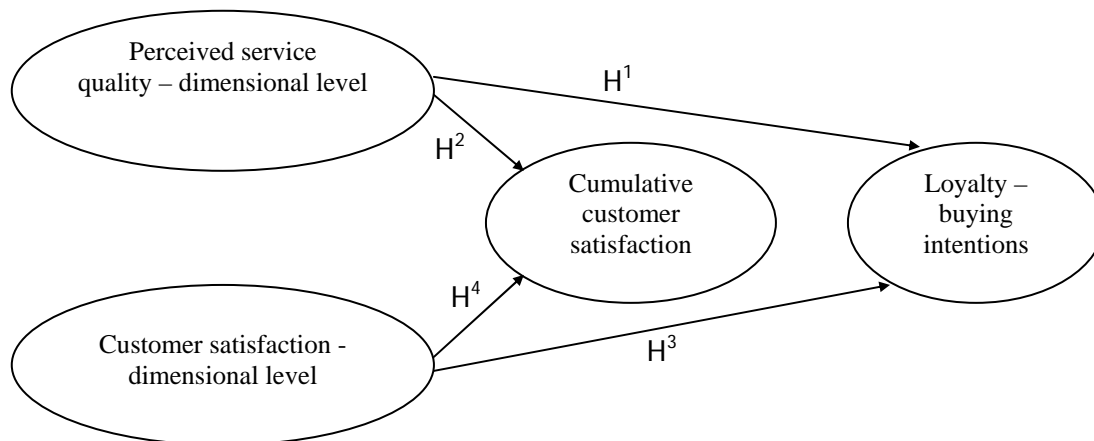 Perceived service
quality – dimensional level
H¹
H²
Cumulative
customer
satisfaction
Loyalty –
buying
intentions
H⁴
Customer satisfaction -
dimensional level
H³